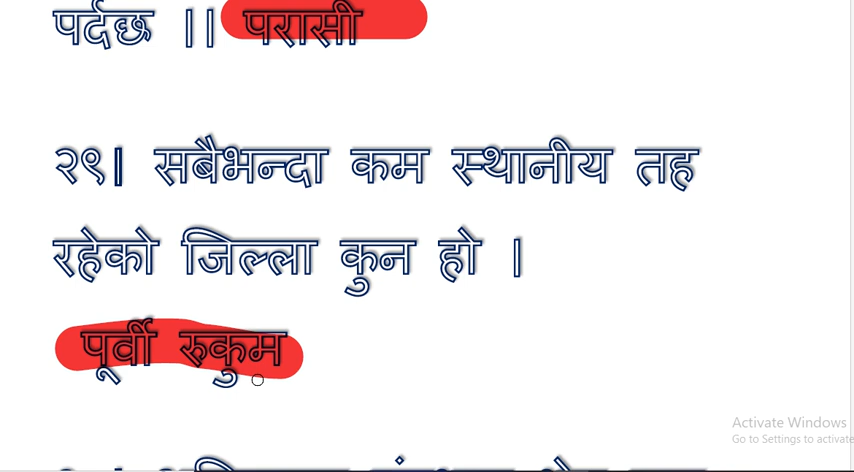 पर्दछ ।। परासी
२९। सबैभन्दा कम स्थानीय तह
रहेको जिल्ला कुन हो ।
पूर्वी रुकुम
Activate Windows
Go to Settings to activate